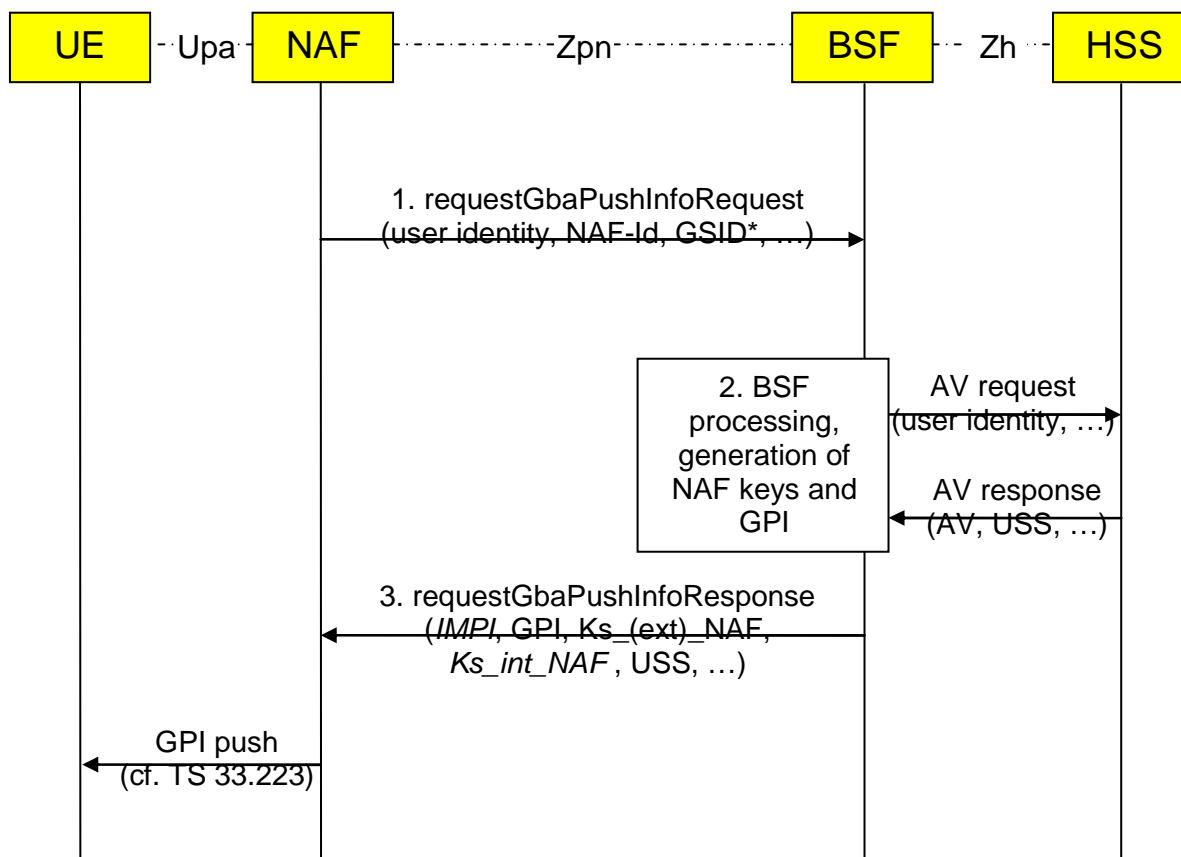 UE
Upa
NAF
Zpn
BSF
Zh
HSS
1. requestGbaPushInfoRequest
(user identity, NAF-Id, GSID*, …)
2. BSF
processing,
generation of
NAF keys and
GPI
AV request
(user identity, …)
AV response
(AV, USS, …)
3. requestGbaPushInfoResponse
(IMPI, GPI, Ks_(ext)_NAF,
Ks_int_NAF , USS, …)
GPI push
(cf. TS 33.223)